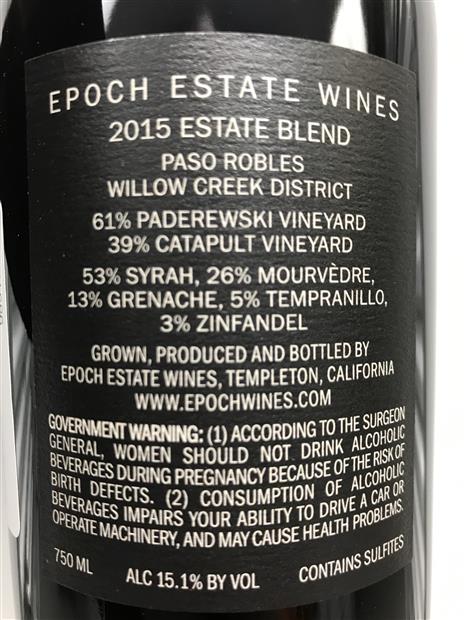 EPOCH ESTATE WINES
2015 ESTATE BLEND
PASO ROBLES
WILLOW CREEK DISTRICT
61% PADEREWSKI VINEYARD
39% CATAPULT VINEYARD
53% SYRAH, 26% MOURVÈDRE,
13% GRENACHE, 5% TEMPRANILLO,
3% ZINFANDEL
GROWN, PRODUCED AND BOTTLED BY
EPOCH ESTATE WINES, TEMPLETON, CALIFORNIA
WWW.EPOCHWINES.COM
GOVERNMENT WARNING: (1) ACCORDING TO THE SURGEON
GENERAL, WOMEN SHOULD NOT DRINK ALCOHOLIC
BEVERAGES DURING PREGNANCY BECAUSE OF THE RISK OF
BIRTH DEFECTS. (2) CONSUMPTION OF ALCOHOLIC
BEVERAGES IMPAIRS YOUR ABILITY TO DRIVE A CAR OR
OPERATE MACHINERY, AND MAY CAUSE HEALTH PROBLEMS.
750 ML ALC 15.1% BY VOL CONTAINS SULFITES